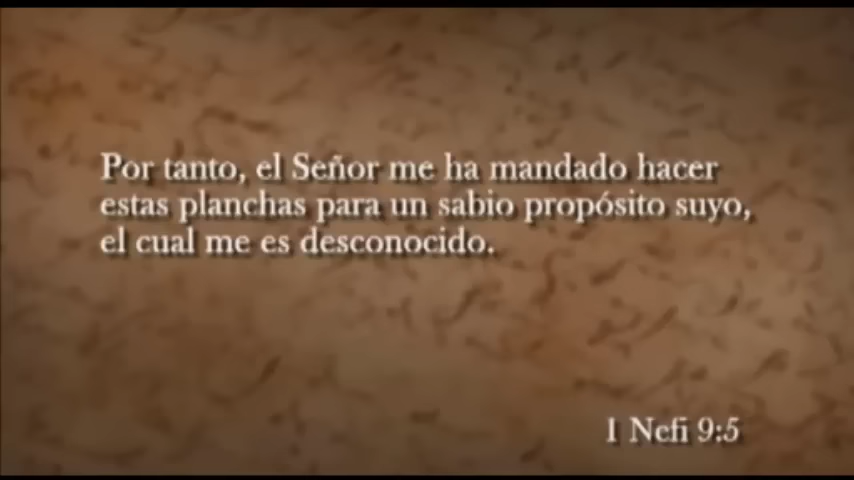 Por tanto, el Señor me ha mandado hacer
estas planchas para un sabio propósito suyo,
el cual me es desconocido.
1 Nefi 9:5